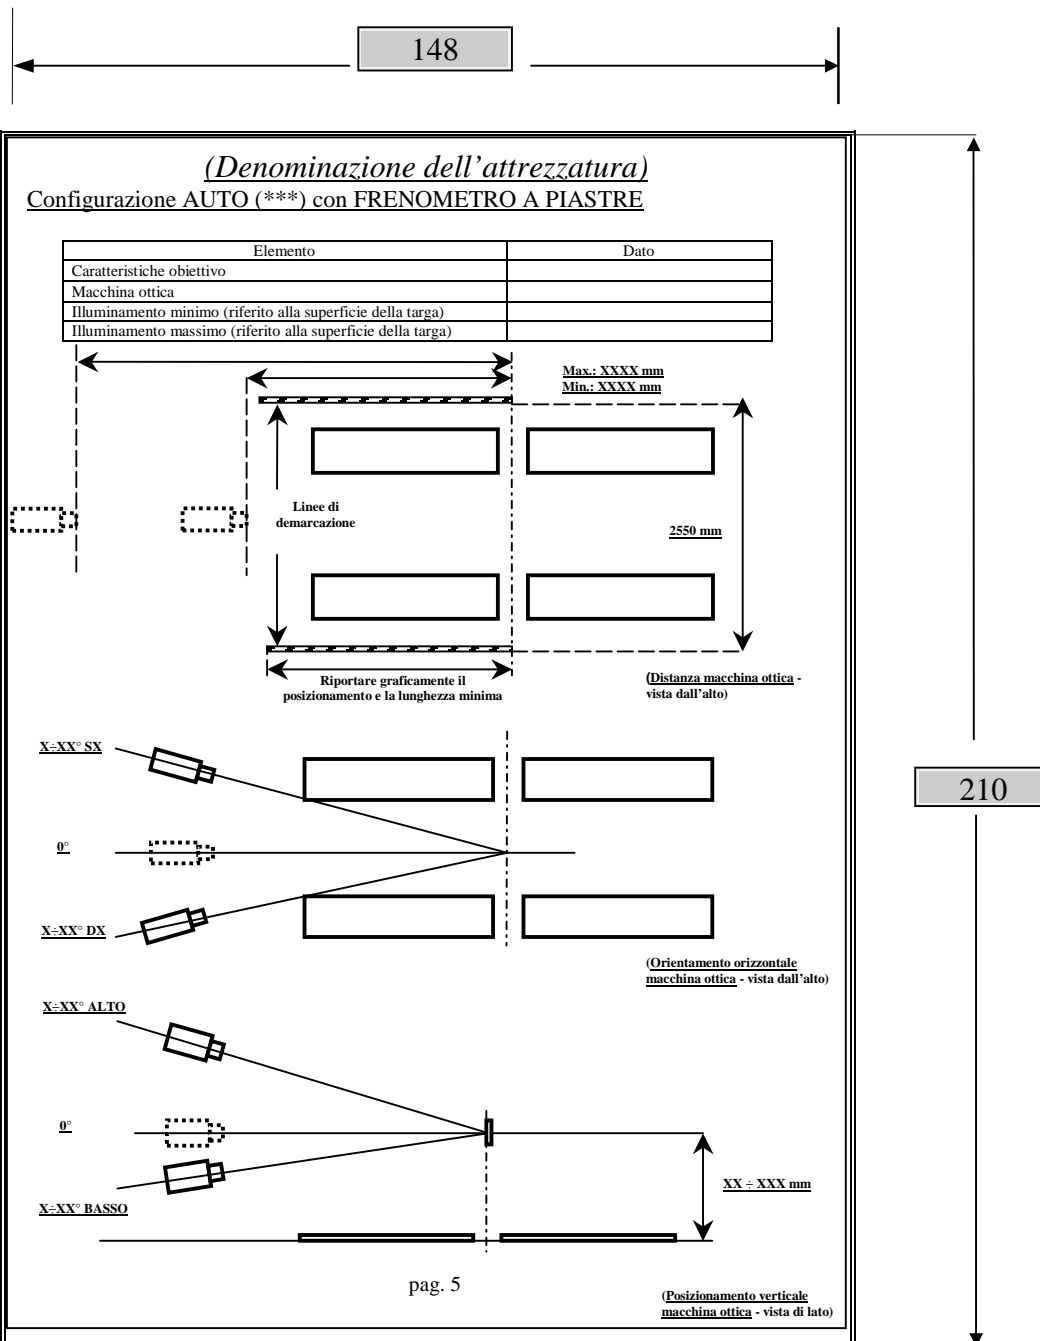 148
(Denominazione dell'attrezzatura)
Configurazione AUTO (***) con FRENOMETRO A PIASTRE
Elemento Dato
Caratteristiche obiettivo
Macchina ottica
Illuminamento minimo (riferito alla superficie della targa)
Illuminamento massimo (riferito alla superficie della targa)
Max.: XXXX mm
Min.: XXXX mm
Linee di
demarcazione
2550 mm
Riportare graficamente il
posizionamento e la lunghezza minima
(Distanza macchina ottica -
vista dall'alto)
X÷XX° SX
210
0°
X÷XX° DX
(Orientamento orizzontale
macchina ottica - vista dall'alto)
X÷XX° ALTO
0°
XX ÷ XXX mm
X÷XX° BASSO
pag. 5
(Posizionamento verticale
macchina ottica - vista di lato)